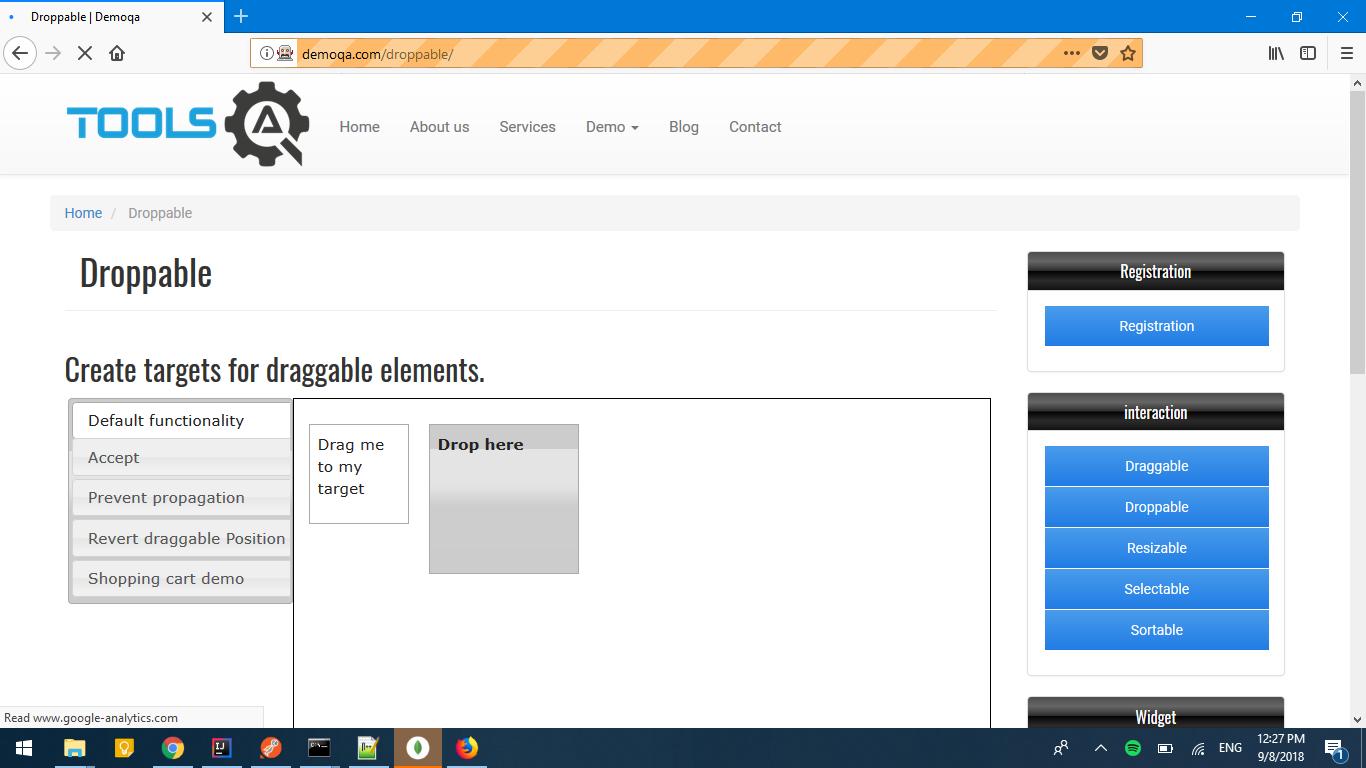 Droppable | Demoqa
demoqa.com/droppable/
TOOLS QA
Home About us Services Demo Blog Contact
Home / Droppable
Droppable
Create targets for draggable elements.
Default functionality
Accept
Prevent propagation
Revert draggable Position
Shopping cart demo
Drag me
to my
target
Drop here
Registration
Registration
interaction
Draggable
Droppable
Resizable
Selectable
Sortable
Widget
Read www.google-analytics.com
ENG
12:27 PM
9/8/2018
1